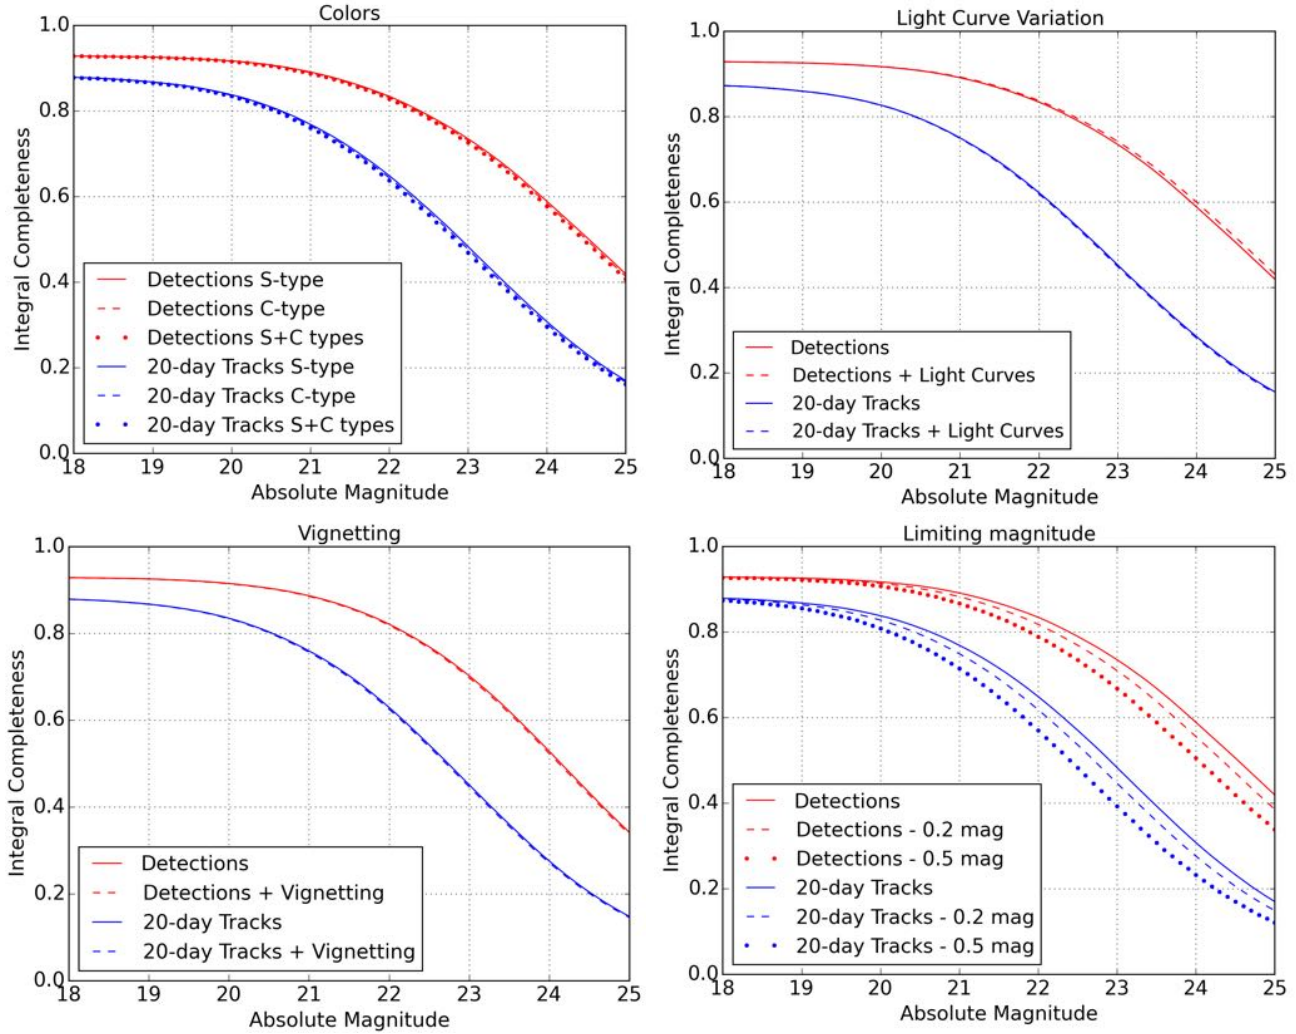 Colors
1.0
0.8
0.6
0.4
0.2
0.0
Integral Completeness
Detections S-type
Detections C-type
Detections S+C types
20-day Tracks S-type
20-day Tracks C-type
20-day Tracks S+C types
18 19 20 21 22 23 24 25
Absolute Magnitude
Light Curve Variation
1.0
0.8
0.6
0.4
0.2
0.0
Integral Completeness
Detections
Detections + Light Curves
20-day Tracks
20-day Tracks + Light Curves
18 19 20 21 22 23 24 25
Absolute Magnitude
Vignetting
1.0
0.8
0.6
0.4
0.2
0.0
Integral Completeness
Detections
Detections + Vignetting
20-day Tracks
20-day Tracks + Vignetting
18 19 20 21 22 23 24 25
Absolute Magnitude
Limiting magnitude
1.0
0.8
0.6
0.4
0.2
0.0
Integral Completeness
Detections
Detections - 0.2 mag
Detections - 0.5 mag
20-day Tracks
20-day Tracks - 0.2 mag
20-day Tracks - 0.5 mag
18 19 20 21 22 23 24 25
Absolute Magnitude